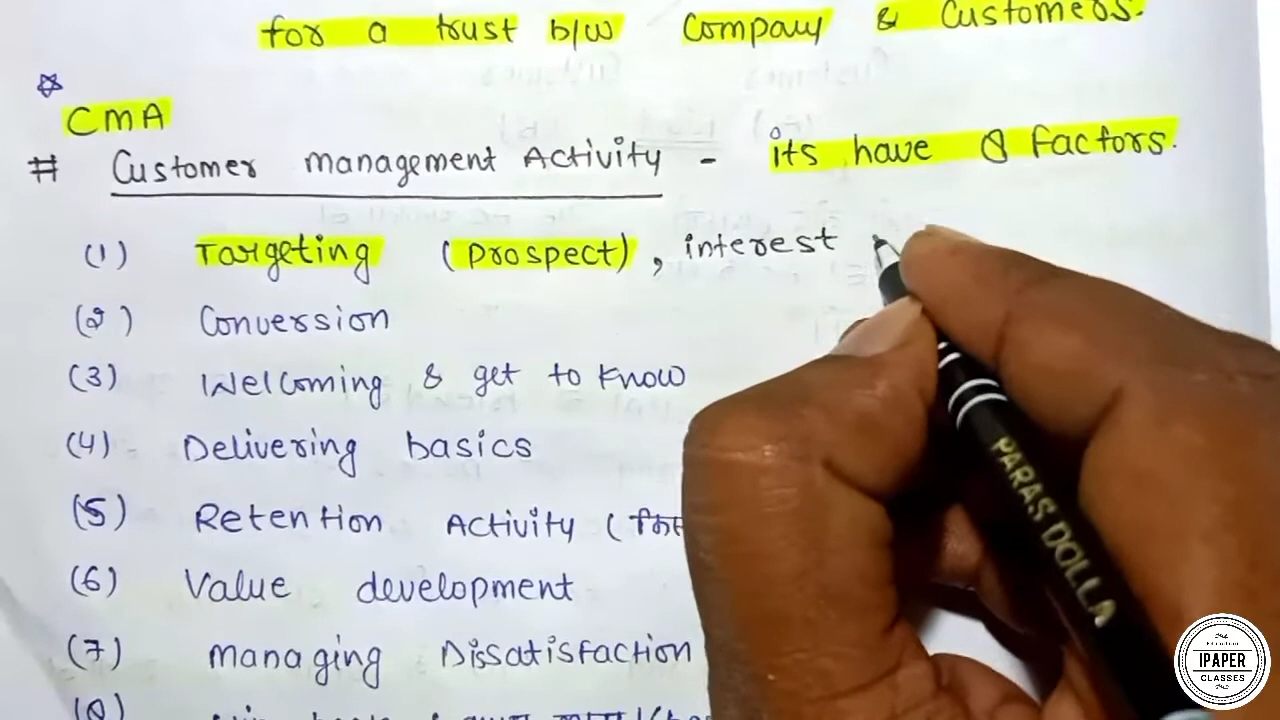 for a trust b/w Company & Customers.
CMA
# Customer management Activity - its have 8 factors.
(1) Targeting (prospect), interest
(2) Conversion
(3) Welcoming & get to know
(4) Delivering basics
(5) Retention Activity (
(6) Value development
(7) managing Dissatisfaction
(8)
PARAS DOLLA
IPAPER
CLASSES